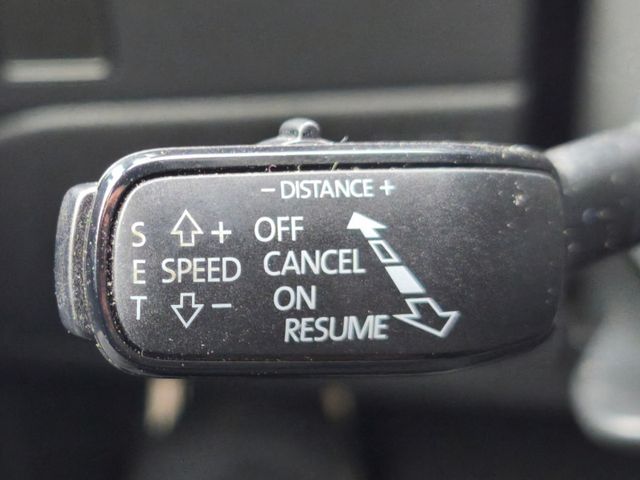 - DISTANCE +
S + OFF
E SPEED CANCEL
T - ON
RESUME